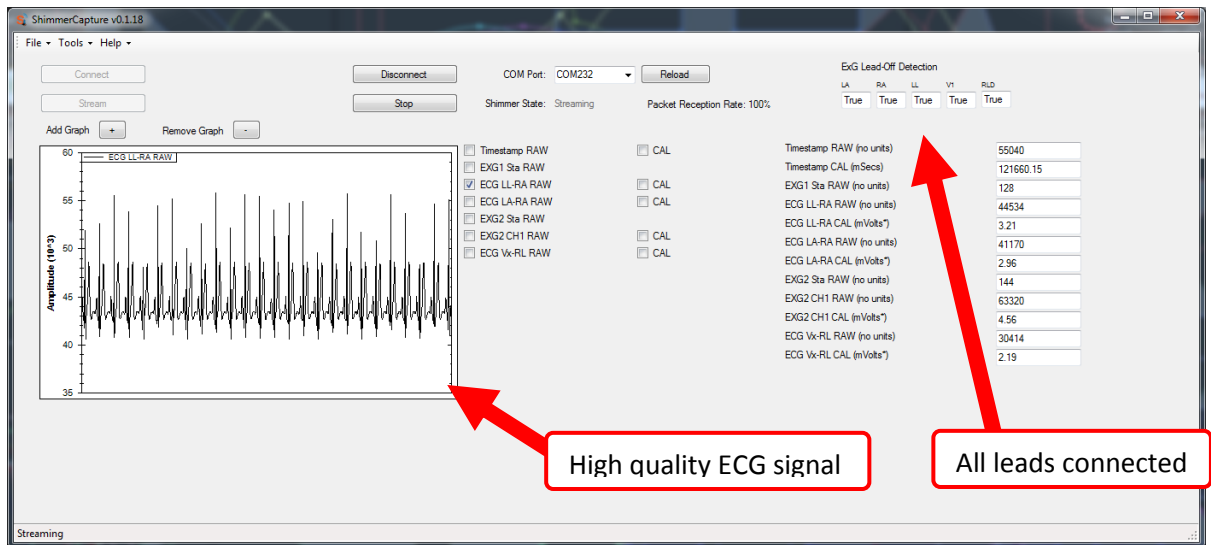 ShimmerCapture v0.1.18
File Tools Help
Connect Disconnect COM Port: COM232 Reload
Stream Stop Shimmer State: Streaming Packet Reception Rate: 100%
ExG Lead-Off Detection
LA RA LL V1 RLD
True True True True True
Add Graph + Remove Graph -
ECG LL-RA RAW
60
55
50
45
40
35
Amplitude (10^3)
Timestamp RAW CAL
EXG1 Sta RAW
ECG LL-RA RAW CAL
ECG LA-RA RAW CAL
EXG2 Sta RAW
EXG2 CH1 RAW CAL
ECG Vx-RL RAW CAL
Timestamp RAW (no units) 55040
Timestamp CAL (mSecs) 121660.15
EXG1 Sta RAW (no units) 128
ECG LL-RA RAW (no units) 44534
ECG LL-RA CAL (mVolts*) 3.21
ECG LA-RA RAW (no units) 41170
ECG LA-RA CAL (mVolts*) 2.96
EXG2 Sta RAW (no units) 144
EXG2 CH1 RAW (no units) 63320
EXG2 CH1 CAL (mVolts*) 4.56
ECG Vx-RL RAW (no units) 30414
ECG Vx-RL CAL (mVolts*) 2.19
High quality ECG signal
All leads connected
Streaming